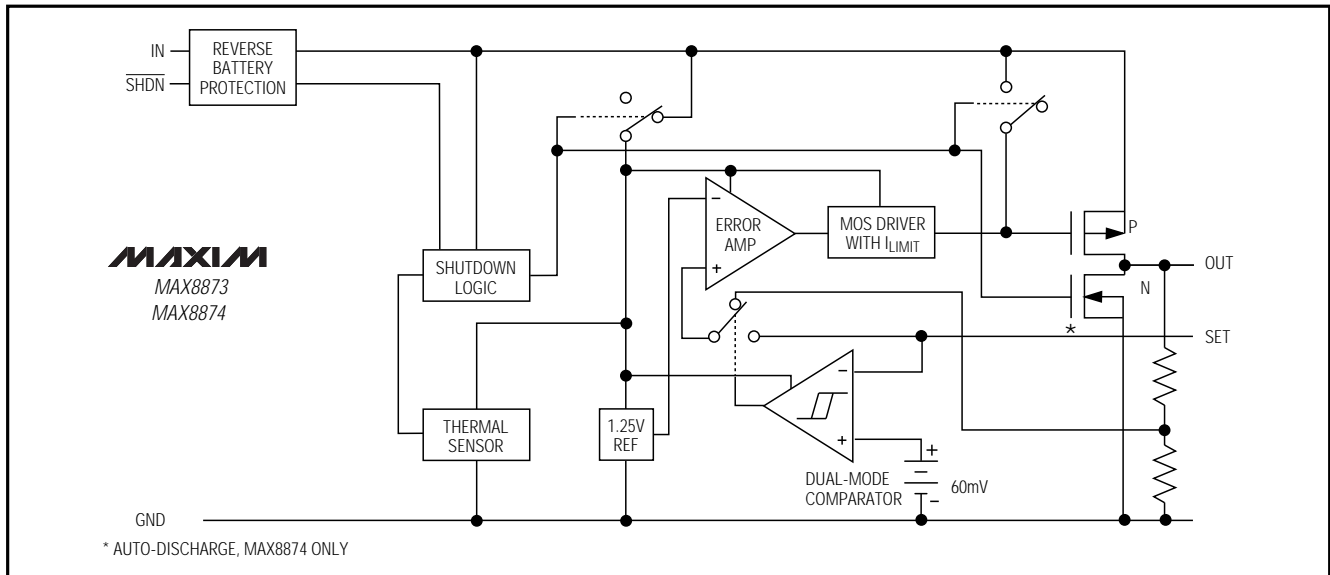 IN
REVERSE
BATTERY
PROTECTION
SHDN
MAXIM
MAX8873
MAX8874
SHUTDOWN
LOGIC
THERMAL
SENSOR
1.25V
REF
−
ERROR
AMP
+
MOS DRIVER
WITH ILIMIT
P
OUT
N
*
SET
−
+
DUAL-MODE
COMPARATOR
+
60mV
−
GND
* AUTO-DISCHARGE, MAX8874 ONLY